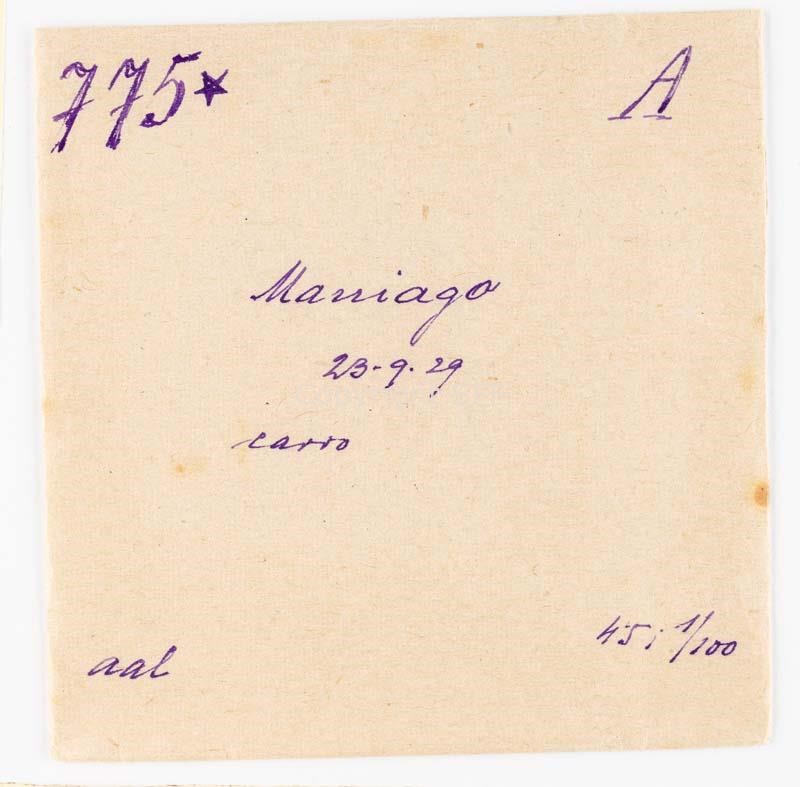 775* A
Maniago
23-9.29
carro
aal 45; 1/100